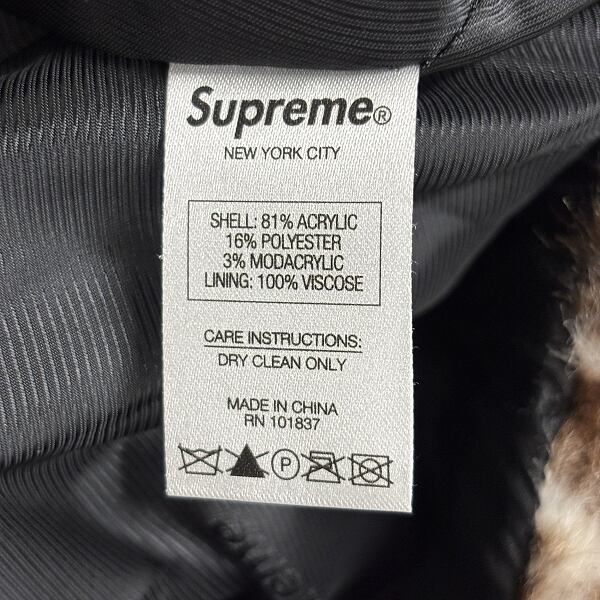 Supreme®
NEW YORK CITY
SHELL: 81% ACRYLIC
16% POLYESTER
3% MODACRYLIC
LINING: 100% VISCOSE
CARE INSTRUCTIONS:
DRY CLEAN ONLY
MADE IN CHINA
RN 101837
P